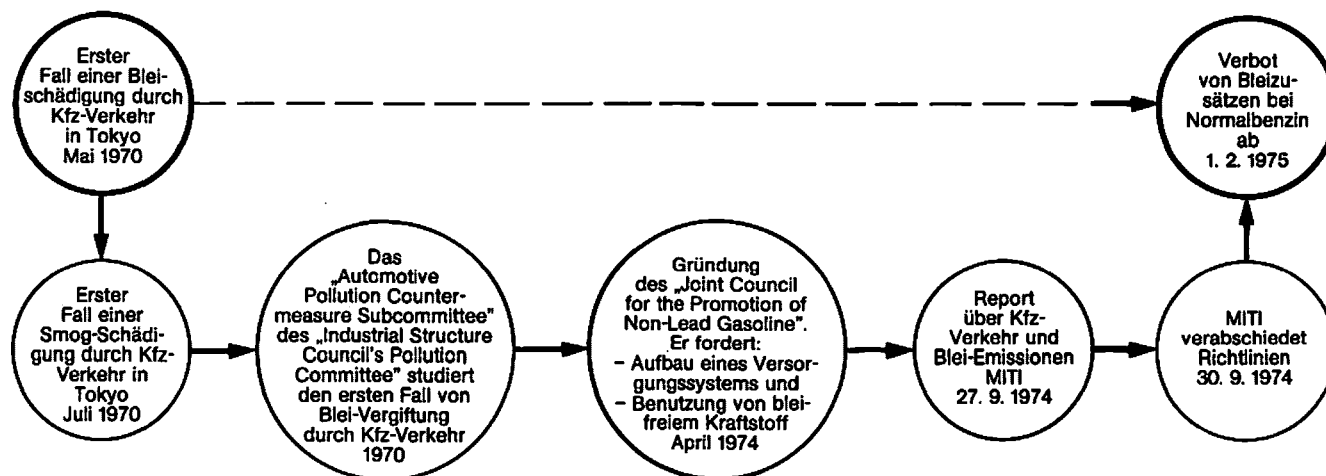 Erster
Fall einer Blei-
schädigung durch
Kfz-Verkehr
in Tokyo
Mai 1970
Verbot
von Bleizu-
sätzen bei
Normalbenzin
ab
1. 2. 1975
Erster
Fall einer
Smog-Schädi-
gung durch Kfz-
Verkehr in
Tokyo
Juli 1970
Das
„Automotive
Pollution Counter-
measure Subcommittee"
des „Industrial Structure
Council's Pollution
Committee" studiert
den ersten Fall von
Blei-Vergiftung
durch Kfz-Verkehr
1970
Gründung
des „Joint Council
for the Promotion of
Non-Lead Gasoline".
Er fordert:
– Aufbau eines Versor-
gungssystems und
– Benutzung von blei-
freiem Kraftstoff
April 1974
Report
über Kfz-
Verkehr und
Blei-Emissionen
MITI
27. 9. 1974
MITI
verabschiedet
Richtlinien
30. 9. 1974